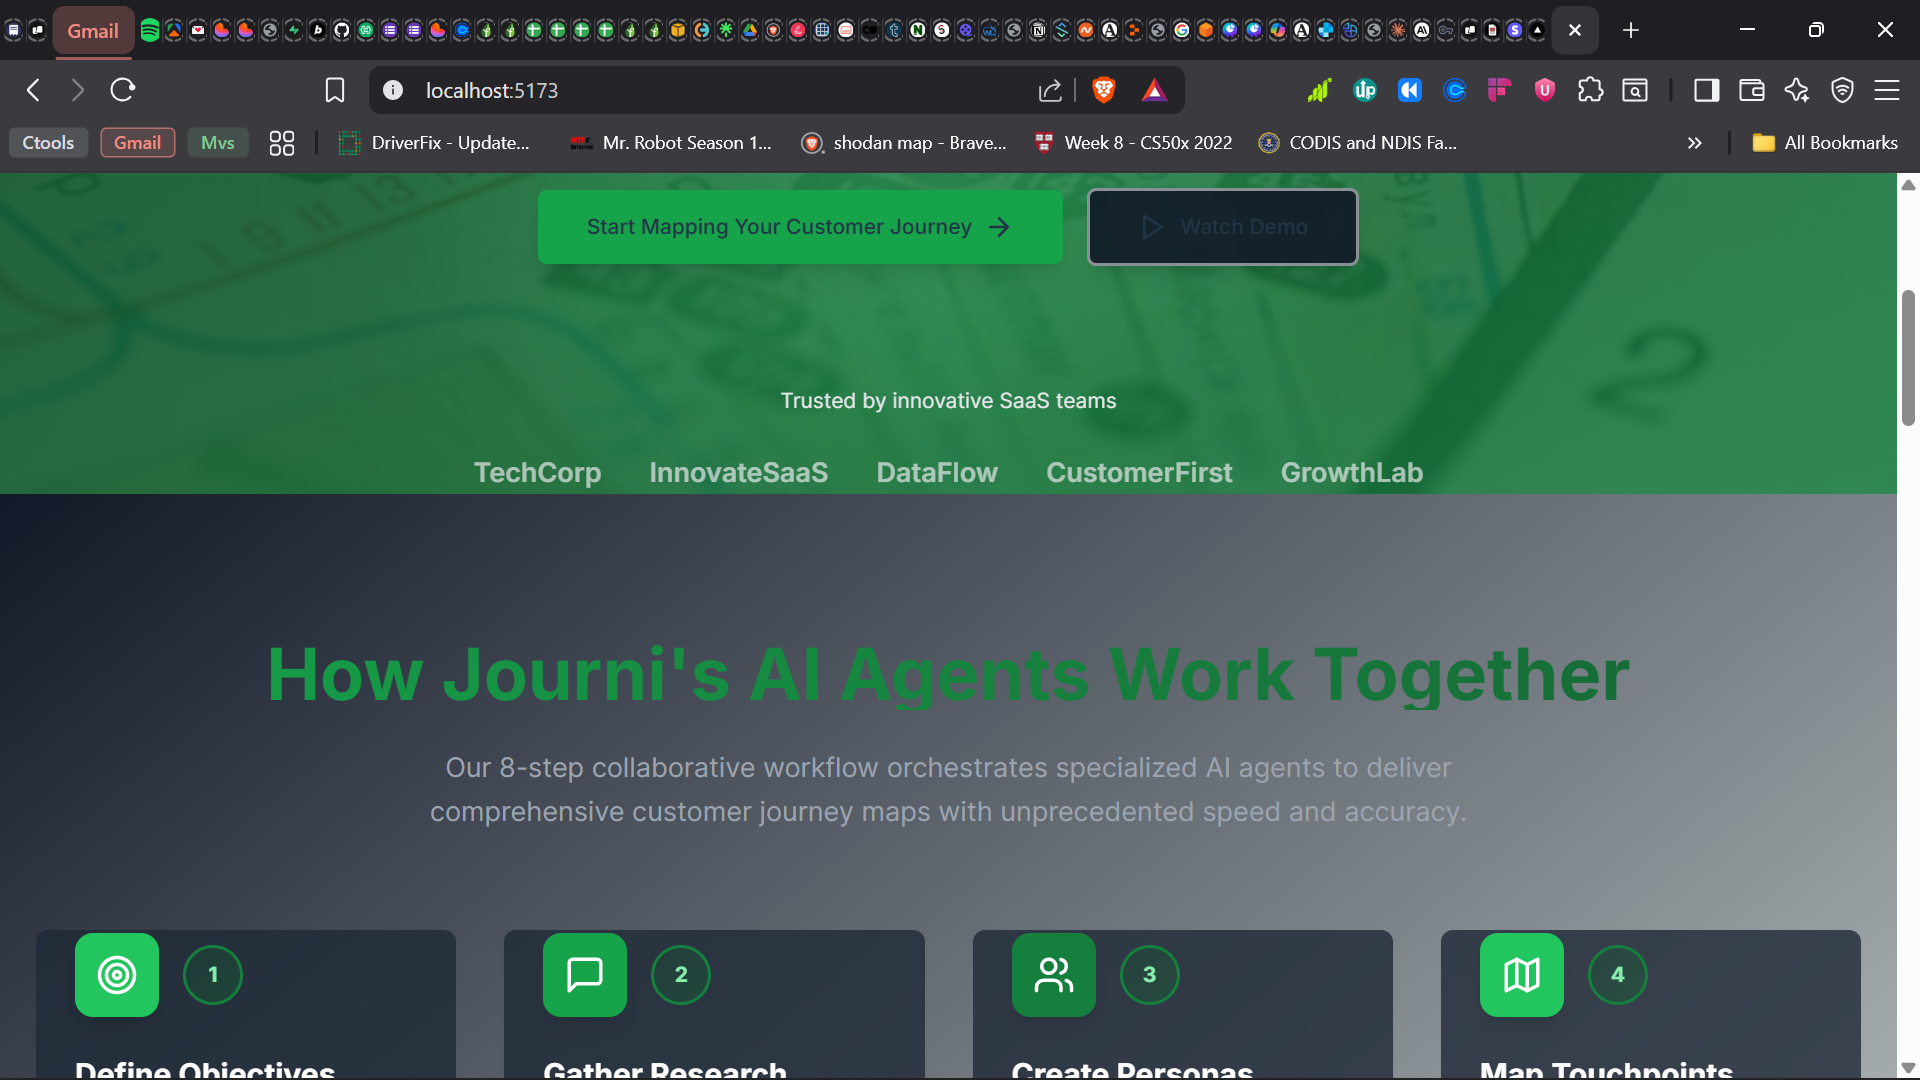 Gmail
localhost:5173
Ctools Gmail Mvs DriverFix - Update... Mr. Robot Season 1... shodan map - Brave... Week 8 - CS50x 2022 CODIS and NDIS Fa... » All Bookmarks
Start Mapping Your Customer Journey → Watch Demo
Trusted by innovative SaaS teams
TechCorp InnovateSaaS DataFlow CustomerFirst GrowthLab
How Journi's AI Agents Work Together
Our 8-step collaborative workflow orchestrates specialized AI agents to deliver
comprehensive customer journey maps with unprecedented speed and accuracy.
1 2 3 4
Define Objectives Gather Research Create Personas Map Touchpoints